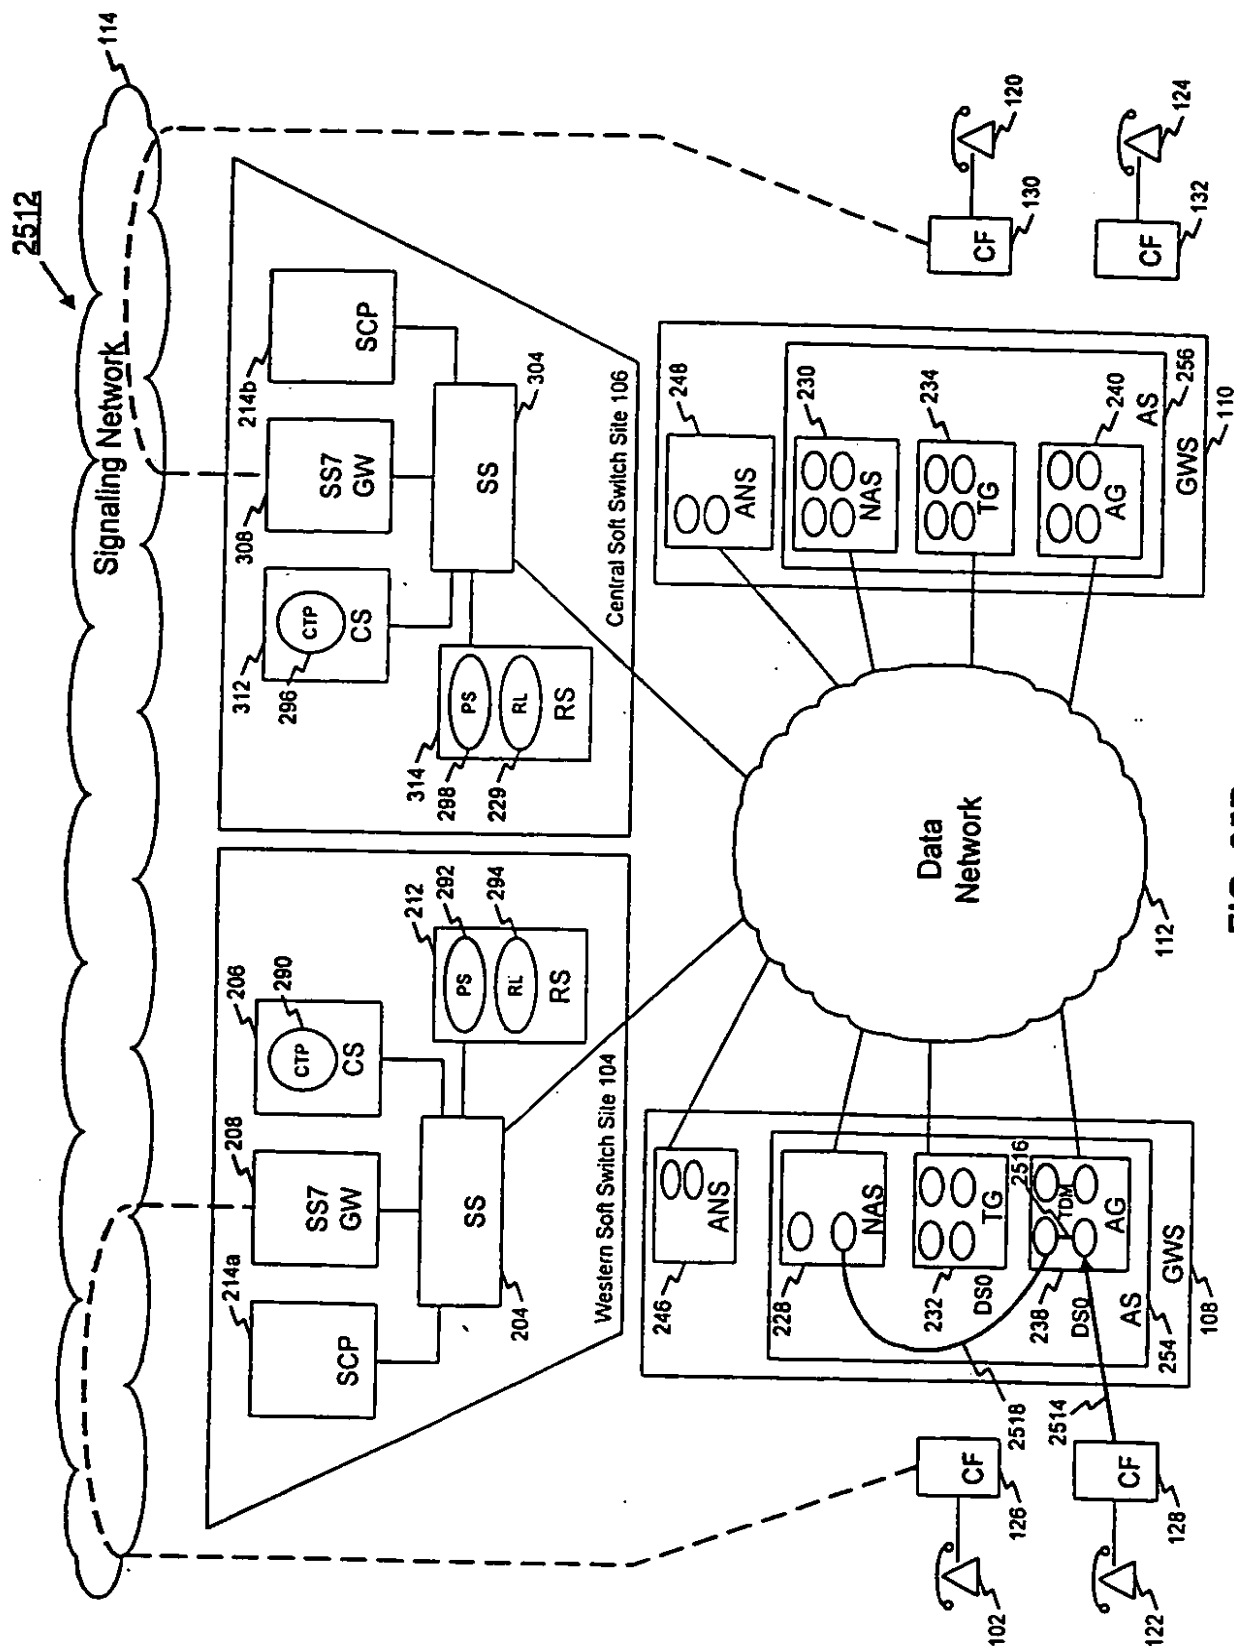 2512
Signaling Network
114
214a
SCP
208
SS7
GW
206
290
CTP
CS
212
PS
292
RL
294
RS
SS
204
Western Soft Switch Site 104
312
CTP
296
CS
308
SS7
GW
214b
SCP
314
PS
298
RL
229
RS
SS
304
Central Soft Switch Site 106
246
ANS
228
NAS
232
TG
DS0
2516
TDM
238
AG
DS0
AS
254
GWS
108
2518
2514
102
126
CF
122
128
CF
Data
Network
112
248
ANS
230
NAS
234
TG
240
AG
AS
256
GWS
110
CF
130
120
CF
132
124